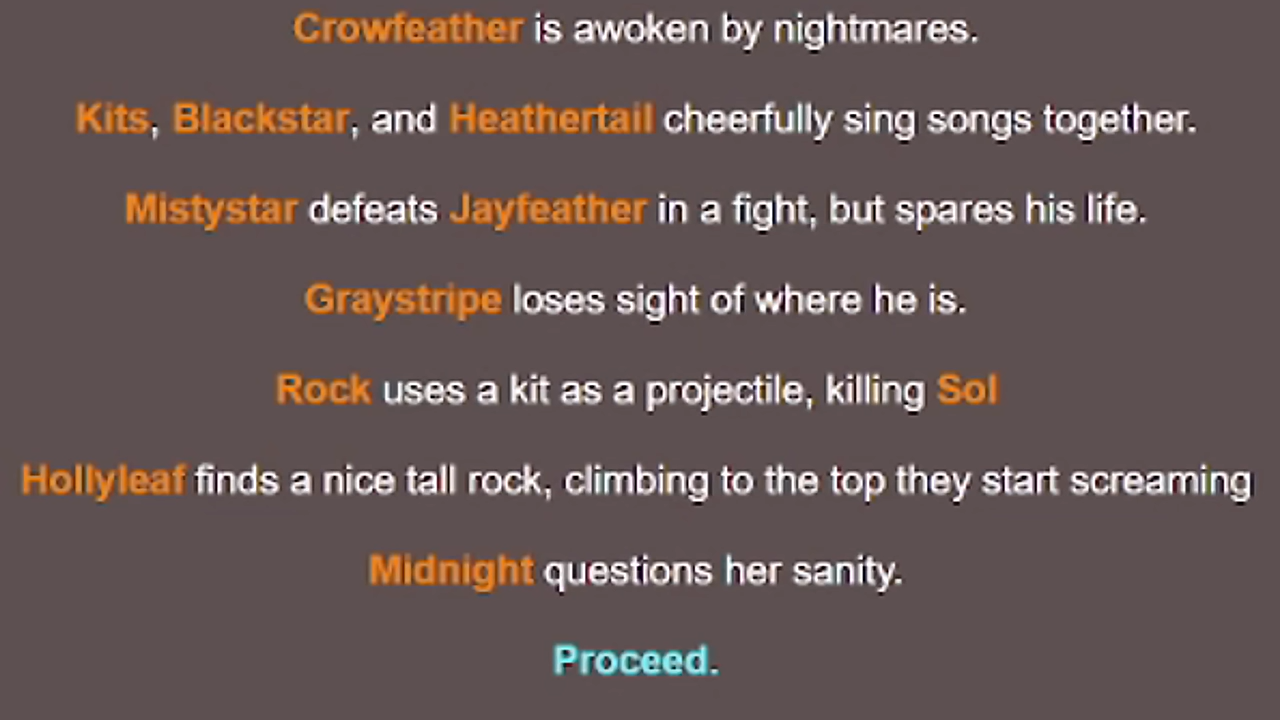 Crowfeather is awoken by nightmares.
Kits, Blackstar, and Heathertail cheerfully sing songs together.
Mistystar defeats Jayfeather in a fight, but spares his life.
Graystripe loses sight of where he is.
Rock uses a kit as a projectile, killing Sol
Hollyleaf finds a nice tall rock, climbing to the top they start screaming
Midnight questions her sanity.
Proceed.